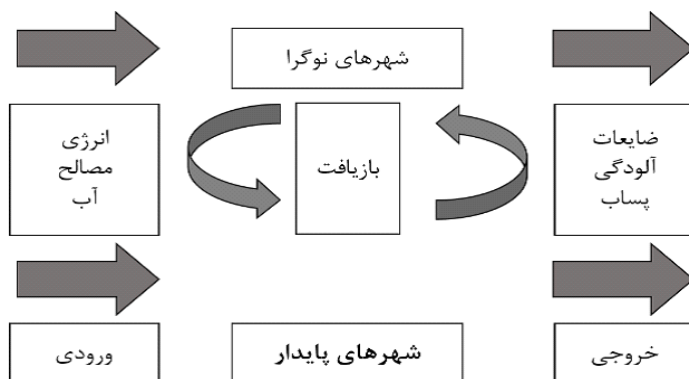 شهرهای نوگرا
ضایعات
آلودگی
پساب
بازیافت
انرژی
مصالح
آب
خروجی
شهرهای پایدار
ورودی